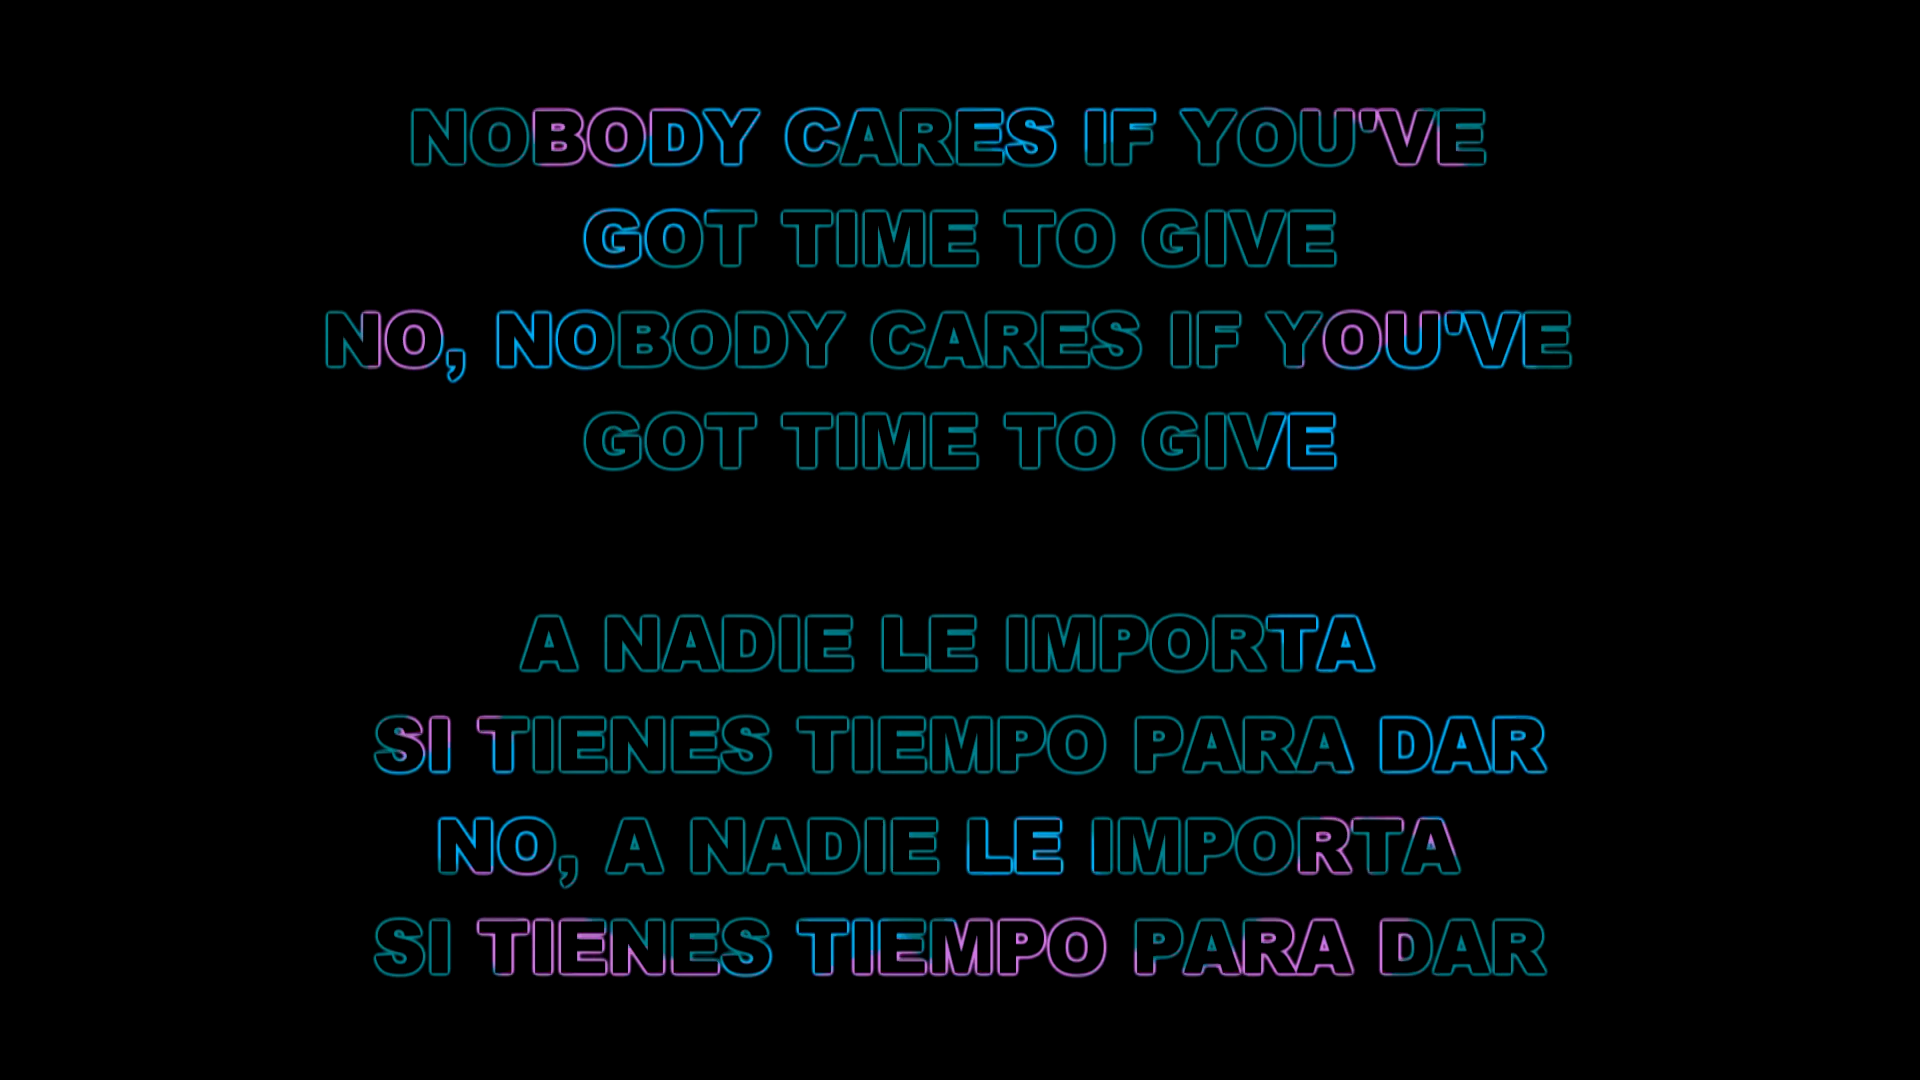 NOBODY CARES IF YOU'VE
GOT TIME TO GIVE
NO, NOBODY CARES IF YOU'VE
GOT TIME TO GIVE
A NADIE LE IMPORTA
SI TIENES TIEMPO PARA DAR
NO, A NADIE LE IMPORTA
SI TIENES TIEMPO PARA DAR